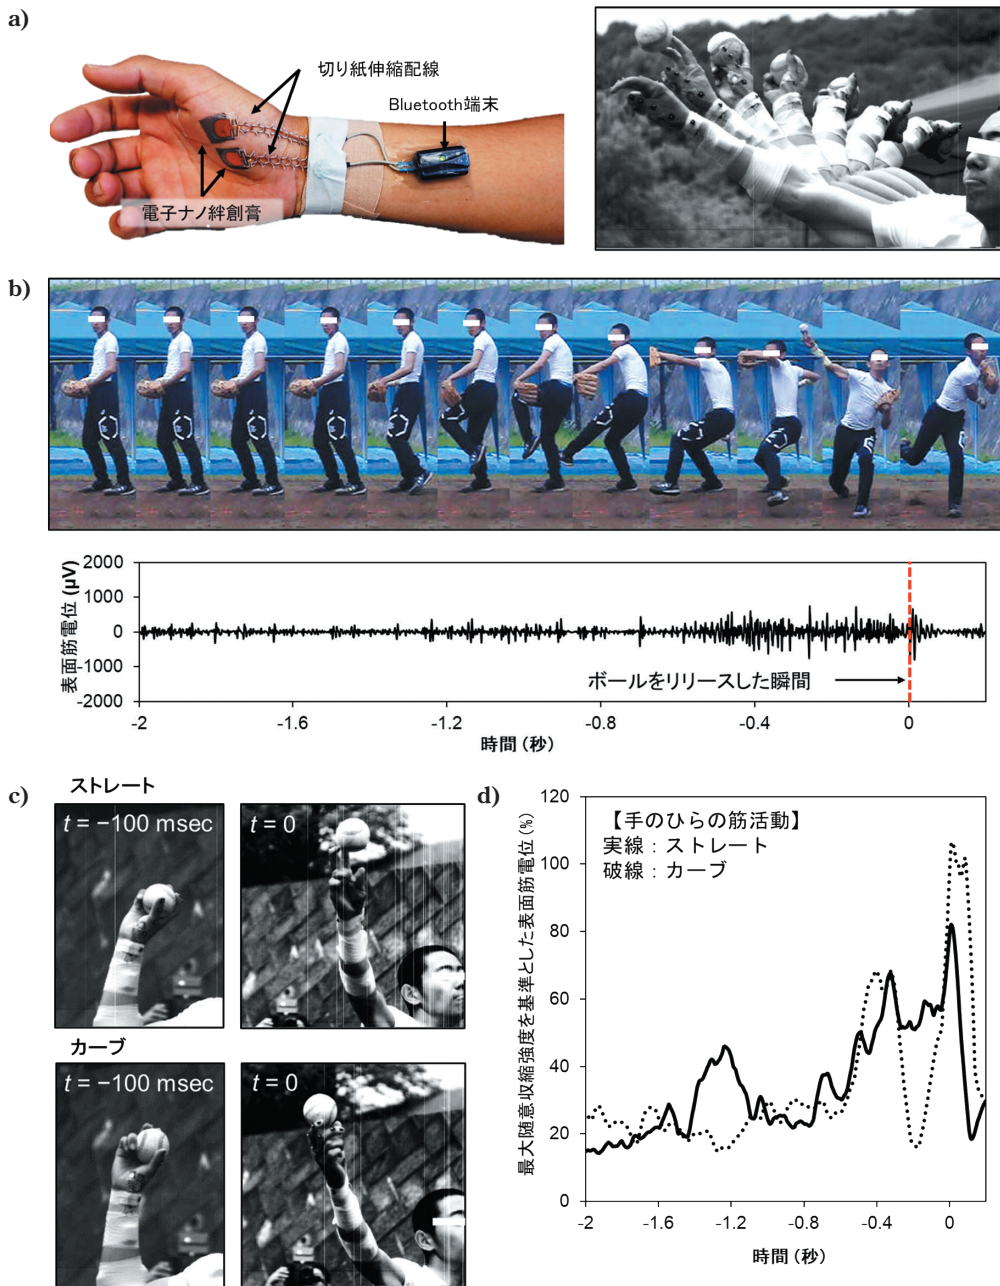 a)
切り紙伸縮配線
Bluetooth端末
電子ナノ絆創膏
b)
表面筋電位 (μV)
2000
1000
0
-1000
-2000
ボールをリリースした瞬間
-2
-1.6
-1.2
-0.8
-0.4
0
時間 (秒)
c)
ストレート
t = −100 msec
t = 0
カーブ
t = −100 msec
t = 0
d)
最大随意収縮強度を基準とした表面筋電位 (%)
120
100
80
60
40
20
0
【手のひらの筋活動】
実線：ストレート
破線：カーブ
-2
-1.6
-1.2
-0.8
-0.4
0
時間 (秒)